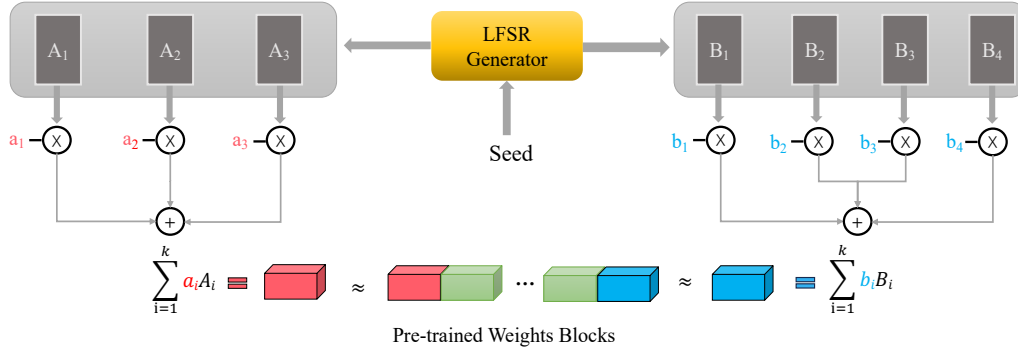 A₁ A₂ A₃ LFSR Generator B₁ B₂ B₃ B₄
a₁ X a₂ X a₃ X Seed b₁ X b₂ X b₃ X b₄ X
+ +
k ∑ i=1 aᵢAᵢ = ≈ ... ≈ = k ∑ i=1 bᵢBᵢ
Pre-trained Weights Blocks